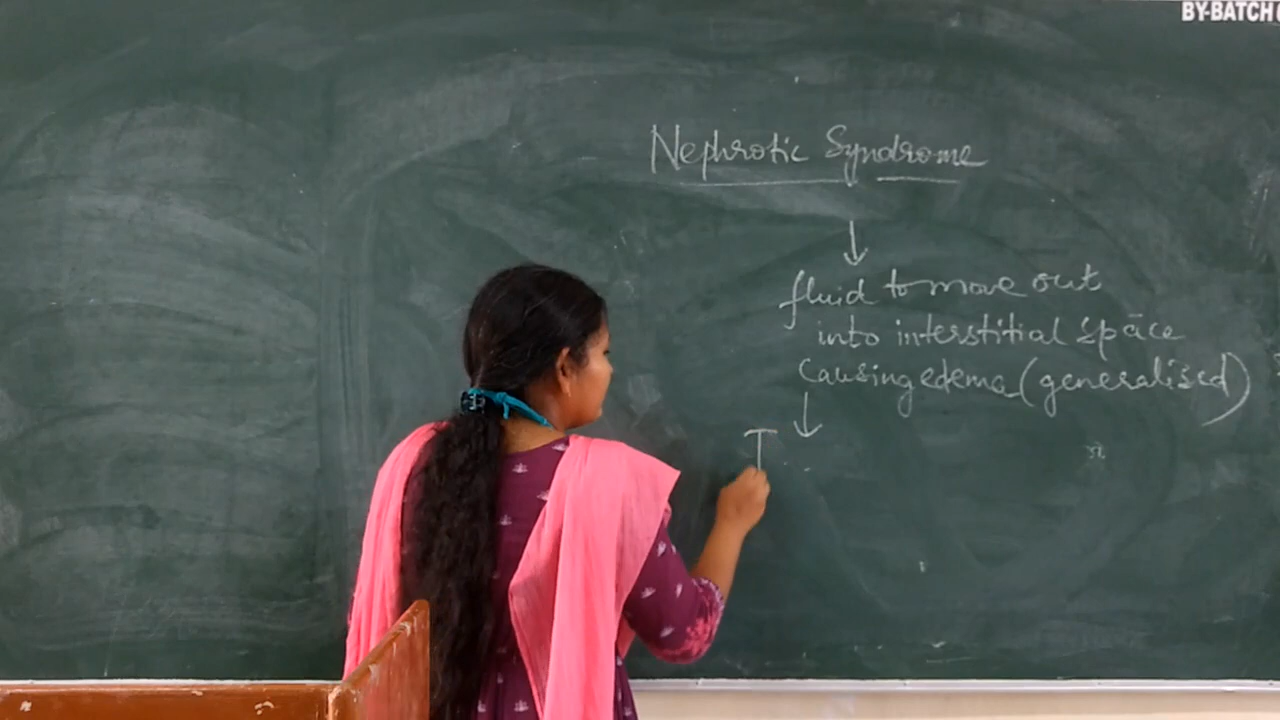 BY-BATCH
Nephrotic Syndrome
↓
fluid to move out
into interstitial space
causing edema (generalised)
↓
T